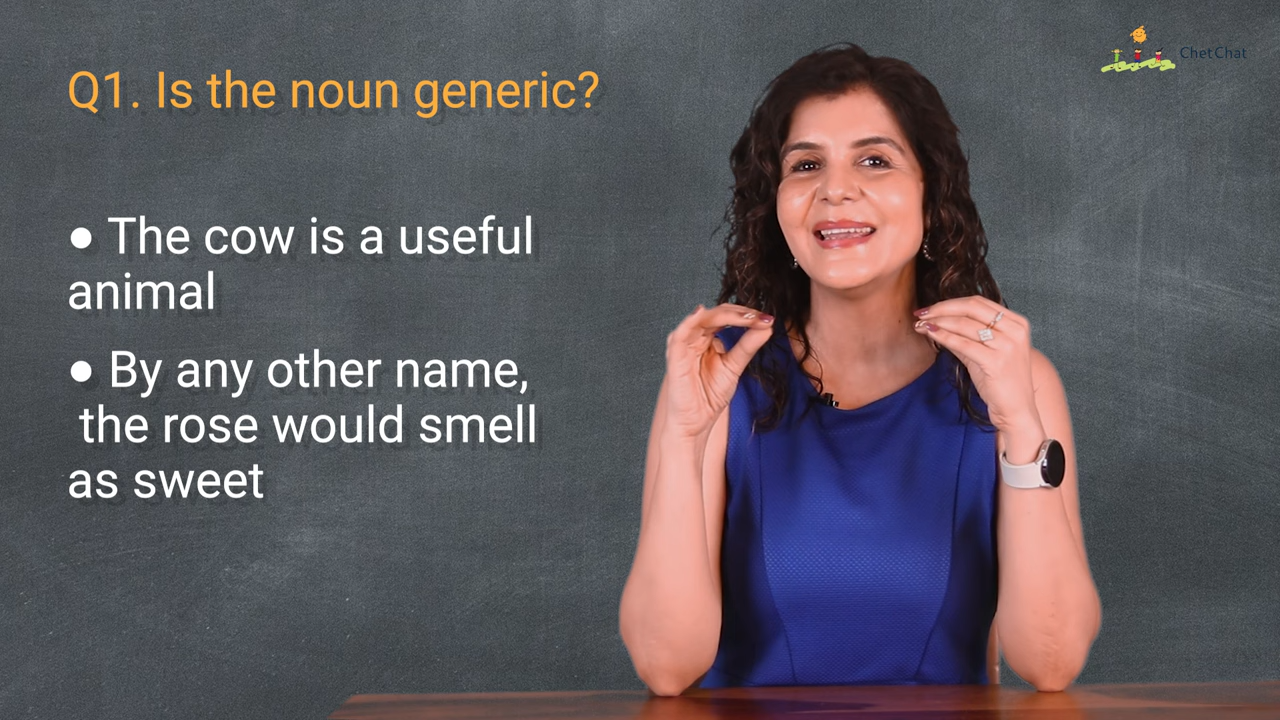 ChetChat
Q1. Is the noun generic?
● The cow is a useful
animal
● By any other name,
the rose would smell
as sweet